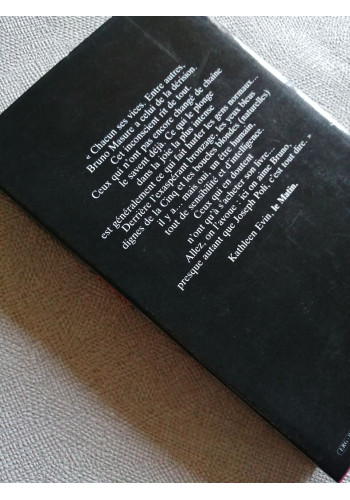 « Chacun ses vices. Entre autres,
Bruno Masure a celui de la dérision.
Cet inconscient rit de tout.
Ceux qui n'ont pas encore changé de chaîne
le savent déjà. Ce qui le plonge
dans la joie la plus intense
est généralement ce qui fait hurler les gens normaux...
Derrière l'exaspérant bronzage, les yeux bleus
dignes de la Cinq et les boucles blondes (naturelles)
il y a... mais oui, un être humain,
tout de sensibilité et d'intelligence.
Ceux qui en doutent
n'ont qu'à s'acheter son livre...
Allez, on l'avoue : ici on aime Bruno,
presque autant que Joseph Poli, c'est tout dire. »
Kathleen Evin, le Matin.